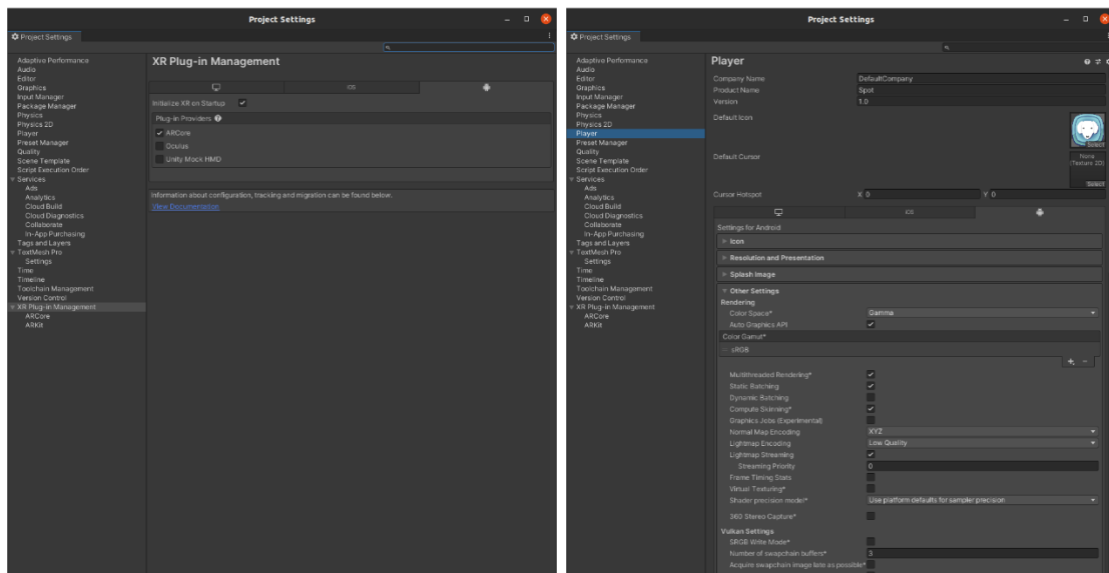 Project Settings
Project Settings
Adaptive Performance
Audio
Editor
Graphics
Input Manager
Package Manager
Physics
Physics 2D
Player
Preset Manager
Quality
Scene Template
Script Execution Order
Services
Ads
Analytics
Cloud Build
Cloud Diagnostics
Collaborate
In-App Purchasing
Tags and Layers
TextMesh Pro
Settings
Time
Timeline
Toolchain Management
Version Control
XR Plug-in Management
ARCore
ARKit
XR Plug-in Management
iOS
Initialize XR on Startup
Plug-in Providers
ARCore
Oculus
Unity Mock HMD
Information about configuration, tracking and migration can be found below.
View Documentation
Project Settings
Project Settings
Adaptive Performance
Audio
Editor
Graphics
Input Manager
Package Manager
Physics
Physics 2D
Player
Preset Manager
Quality
Scene Template
Script Execution Order
Services
Ads
Analytics
Cloud Build
Cloud Diagnostics
Collaborate
In-App Purchasing
Tags and Layers
TextMesh Pro
Settings
Time
Timeline
Toolchain Management
Version Control
XR Plug-in Management
ARCore
ARKit
Player
Company Name DefaultCompany
Product Name Spot
Version 1.0
Default Icon
Select
Default Cursor
None
(Texture 2D)
Select
Cursor Hotspot X 0 Y 0
iOS
Settings for Android
Icon
Resolution and Presentation
Splash Image
Other Settings
Rendering
Color Space* Gamma
Auto Graphics API
Color Gamut*
sRGB
Multithreaded Rendering*
Static Batching
Dynamic Batching
Compute Skinning*
Graphics Jobs (Experimental)
Normal Map Encoding XYZ
Lightmap Encoding Low Quality
Lightmap Streaming
Streaming Priority 0
Frame Timing Stats
Virtual Texturing*
Shader precision model* Use platform defaults for sampler precision
360 Stereo Capture*
Vulkan Settings
SRGB Write Mode*
Number of swapchain buffers* 3
Acquire swapchain image late as possible*